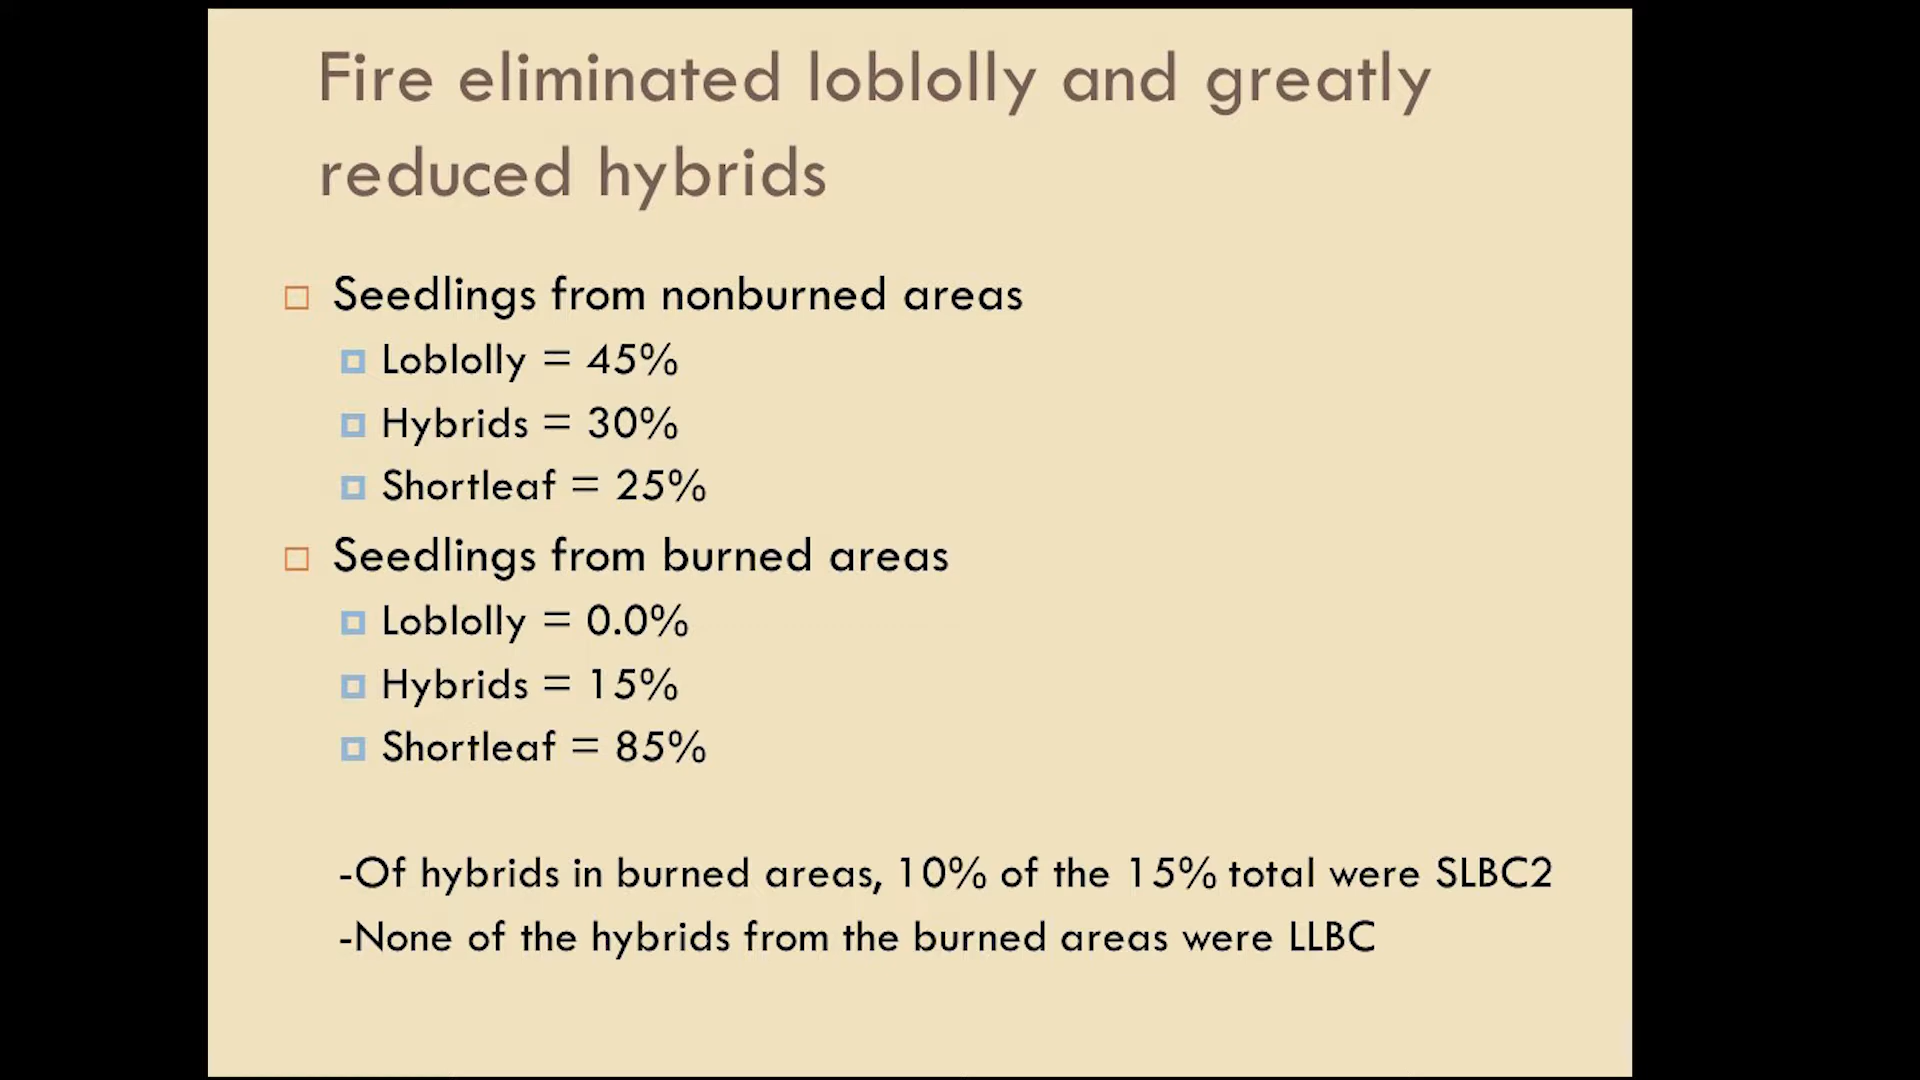 Fire eliminated loblolly and greatly
reduced hybrids
Seedlings from nonburned areas
Loblolly = 45%
Hybrids = 30%
Shortleaf = 25%
Seedlings from burned areas
Loblolly = 0.0%
Hybrids = 15%
Shortleaf = 85%
-Of hybrids in burned areas, 10% of the 15% total were SLBC2
-None of the hybrids from the burned areas were LLBC